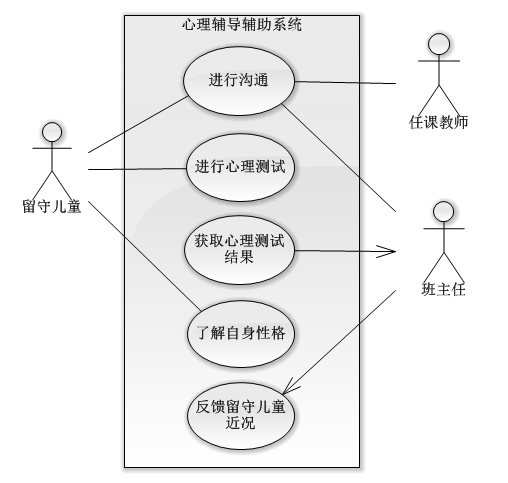 心理辅导辅助系统
进行沟通
任课教师
进行心理测试
留守儿童
获取心理测试
结果
班主任
了解自身性格
反馈留守儿童
近况